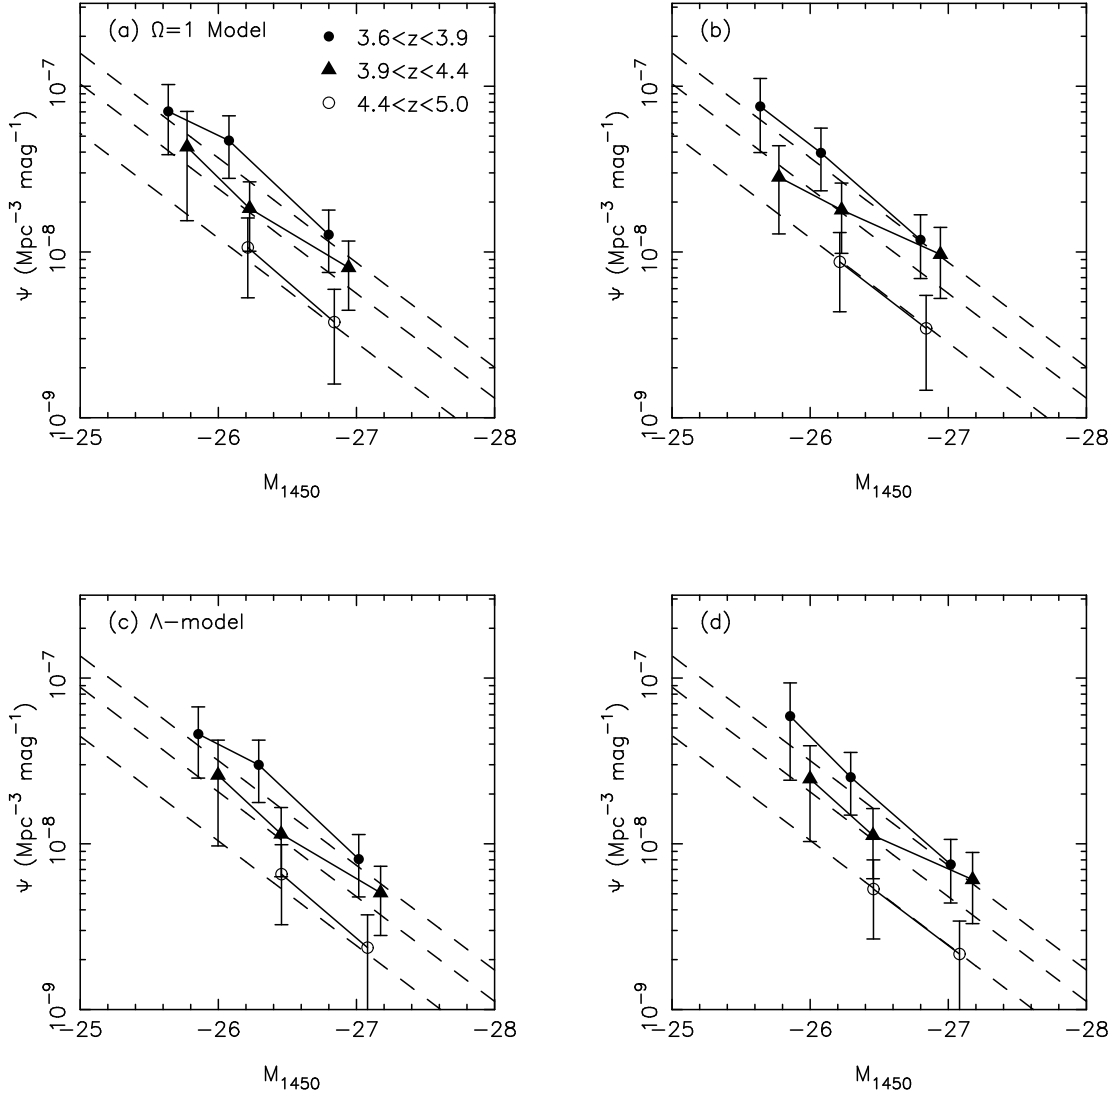 (a) Ω=1 Model
3.6<z<3.9
3.9<z<4.4
4.4<z<5.0
10⁻⁷
10⁻⁸
10⁻⁹
Ψ (Mpc⁻³ mag⁻¹)
−25 −26 −27 −28
M₁₄₅₀
(b)
10⁻⁷
10⁻⁸
10⁻⁹
Ψ (Mpc⁻³ mag⁻¹)
−25 −26 −27 −28
M₁₄₅₀
(c) Λ−model
10⁻⁷
10⁻⁸
10⁻⁹
Ψ (Mpc⁻³ mag⁻¹)
−25 −26 −27 −28
M₁₄₅₀
(d)
10⁻⁷
10⁻⁸
10⁻⁹
Ψ (Mpc⁻³ mag⁻¹)
−25 −26 −27 −28
M₁₄₅₀